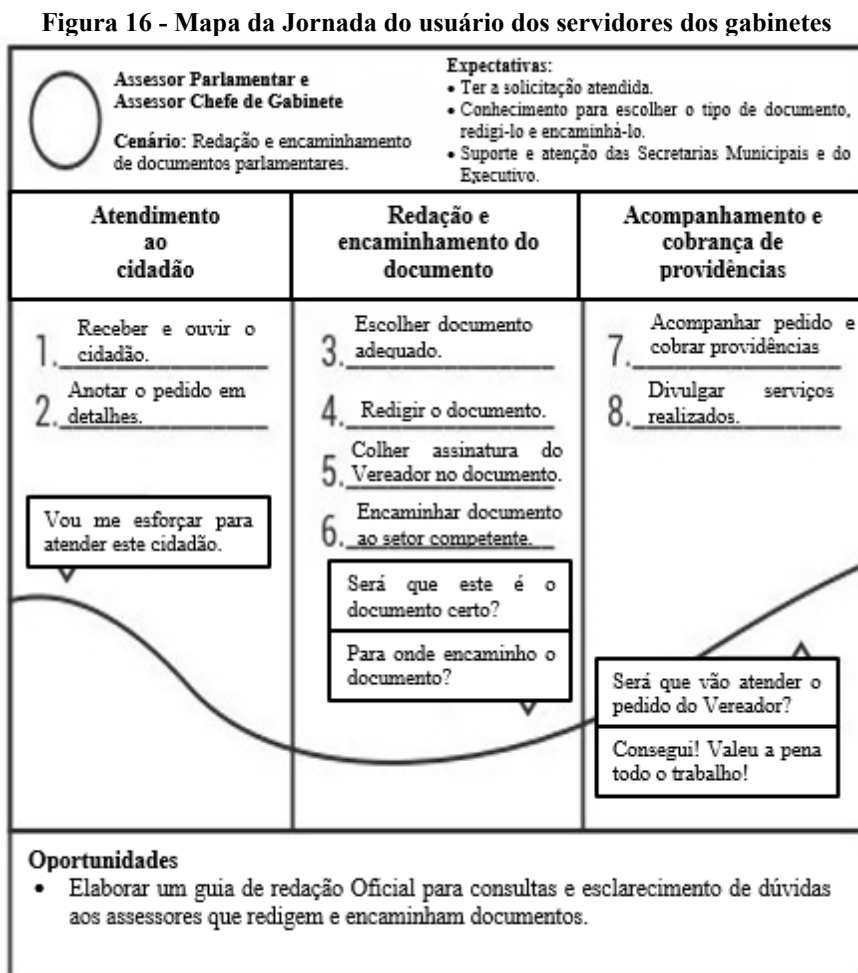 Figura 16 - Mapa da Jornada do usuário dos servidores dos gabinetes
Assessor Parlamentar e
Assessor Chefe de Gabinete
Cenário: Redação e encaminhamento
de documentos parlamentares.
Expectativas:
• Ter a solicitação atendida.
• Conhecimento para escolher o tipo de documento,
redigi-lo e encaminhá-lo.
• Suporte e atenção das Secretarias Municipais e do
Executivo.
Atendimento
ao
cidadão
Redação e
encaminhamento do
documento
Acompanhamento e
cobrança de
providências
1. Receber e ouvir o
cidadão.
2. Anotar o pedido em
detalhes.
3. Escolher documento
adequado.
4. Redigir o documento.
5. Colher assinatura do
Vereador no documento.
6. Encaminhar documento
ao setor competente.
7. Acompanhar pedido e
cobrar providências
8. Divulgar serviços
realizados.
Vou me esforçar para
atender este cidadão.
Será que este é o
documento certo?
Para onde encaminho o
documento?
Será que vão atender o
pedido do Vereador?
Consegui! Valeu a pena
todo o trabalho!
Oportunidades
• Elaborar um guia de redação Oficial para consultas e esclarecimento de dúvidas
aos assessores que redigem e encaminham documentos.